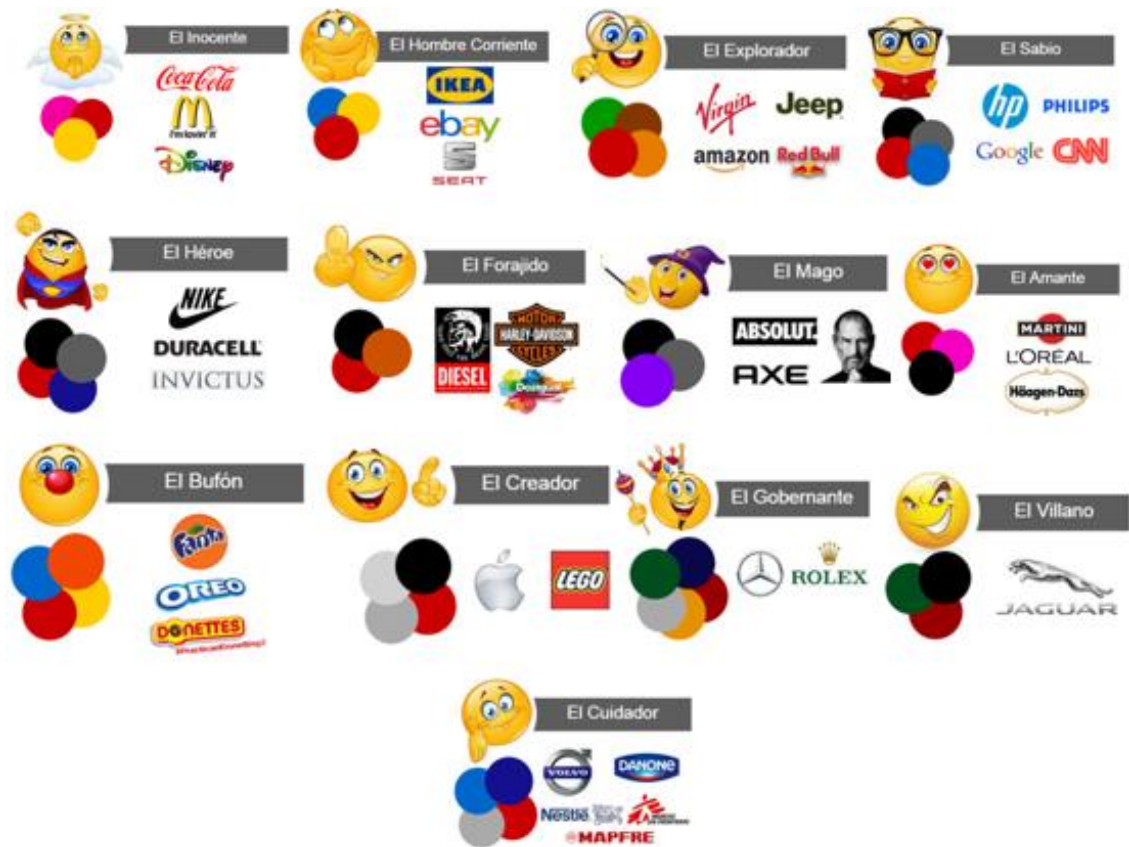 El Inocente
Coca-Cola
i'm lovin' it
Disney
El Hombre Corriente
IKEA
ebay
SEAT
El Explorador
Virgin
Jeep
amazon
Red Bull
El Sabio
hp
PHILIPS
Google
CNN
El Héroe
NIKE
DURACELL
INVICTUS
El Forajido
DIESEL
MOTOR
HARLEY-DAVIDSON
CYCLES
Desigual
El Mago
ABSOLUT
AXE
El Amante
MARTINI
L'ORÉAL
Häagen-Dazs
El Bufón
Fanta
OREO
DONETTES
El Creador
LEGO
El Gobernante
ROLEX
El Villano
JAGUAR
El Cuidador
VOLVO
DANONE
Nestlé
MAPFRE